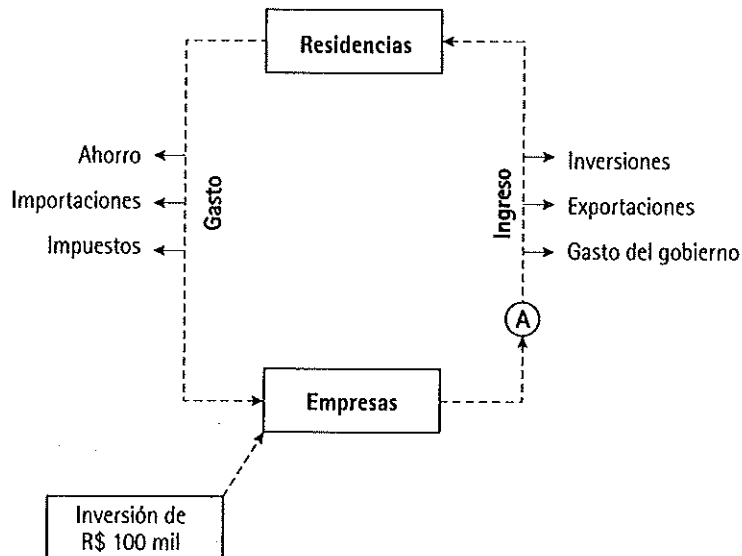 Residencias
Ahorro
Importaciones
Impuestos
Gasto
Ingreso
Inversiones
Exportaciones
Gasto del gobierno
A
Empresas
Inversión de
R$ 100 mil